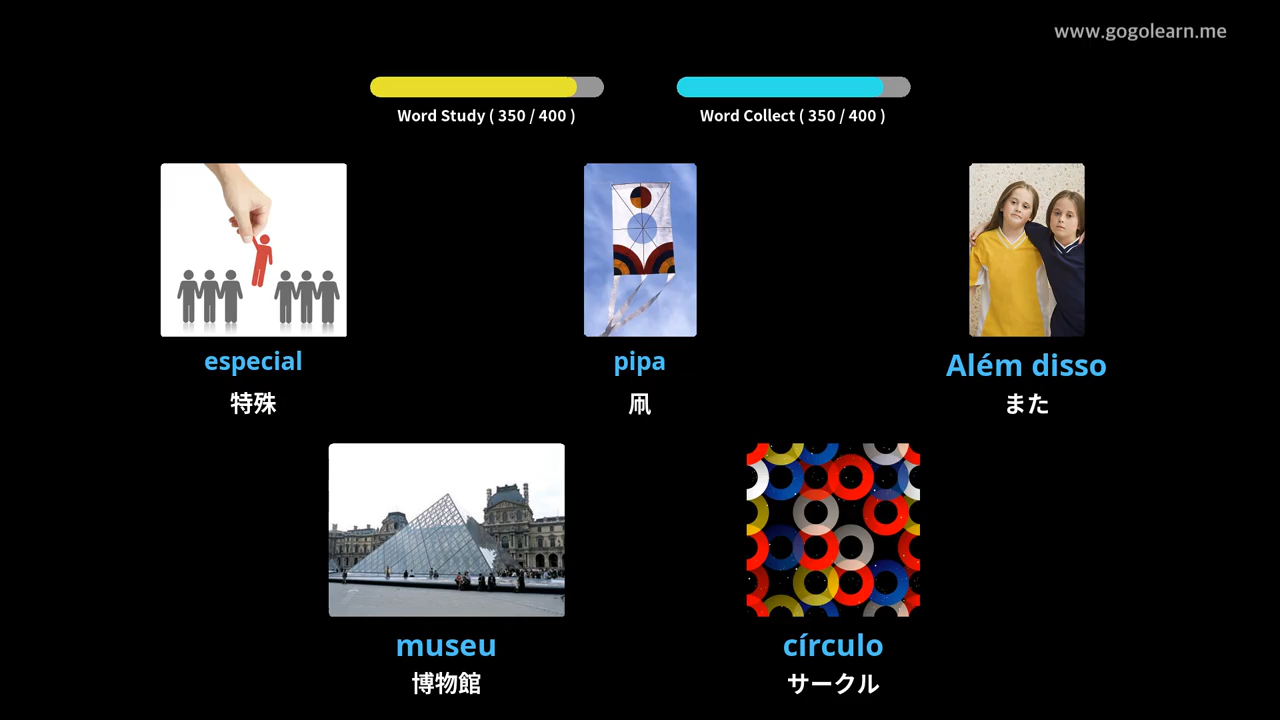 www.gogolearn.me
Word Study ( 350 / 400 )
Word Collect ( 350 / 400 )
especial
pipa
Além disso
特殊
凧
また
museu
círculo
博物館
サークル